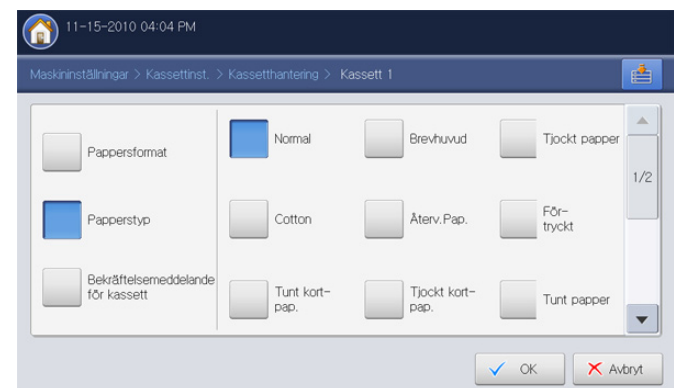 11-15-2010 04:04 PM
Maskininställningar > Kassettinst. > Kassetthantering > Kassett 1
Pappersformat
Papperstyp
Bekräftelsemeddelande
för kassett
Normal
Brevhuvud
Tjockt papper
Cotton
Återv.Pap.
För-
tryckt
Tunt kort-
pap.
Tjockt kort-
pap.
Tunt papper
1/2
OK
Avbryt